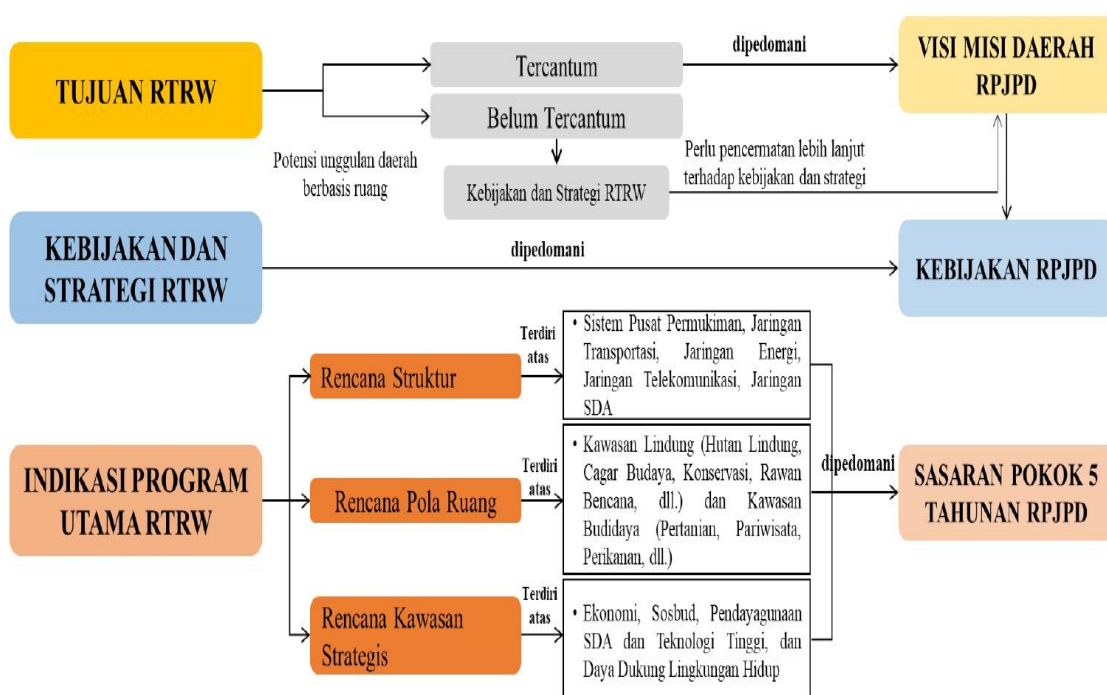 TUJUAN RTRW
Tercantum
dipedomani
VISI MISI DAERAH
RPJPD
Belum Tercantum
Potensi unggulan daerah
berbasis ruang
Kebijakan dan Strategi RTRW
Perlu pencermatan lebih lanjut
terhadap kebijakan dan strategi
KEBIJAKAN DAN
STRATEGI RTRW
dipedomani
KEBIJAKAN RPJPD
INDIKASI PROGRAM
UTAMA RTRW
Rencana Struktur
Terdiri
atas
• Sistem Pusat Permukiman, Jaringan
Transportasi, Jaringan Energi,
Jaringan Telekomunikasi, Jaringan
SDA
Rencana Pola Ruang
Terdiri
atas
• Kawasan Lindung (Hutan Lindung,
Cagar Budaya, Konservasi, Rawan
Bencana, dll.) dan Kawasan
Budidaya (Pertanian, Pariwisata,
Perikanan, dll.)
Rencana Kawasan
Strategis
Terdiri
atas
• Ekonomi, Sosbud, Pendayagunaan
SDA dan Teknologi Tinggi, dan
Daya Dukung Lingkungan Hidup
dipedomani
SASARAN POKOK 5
TAHUNAN RPJPD